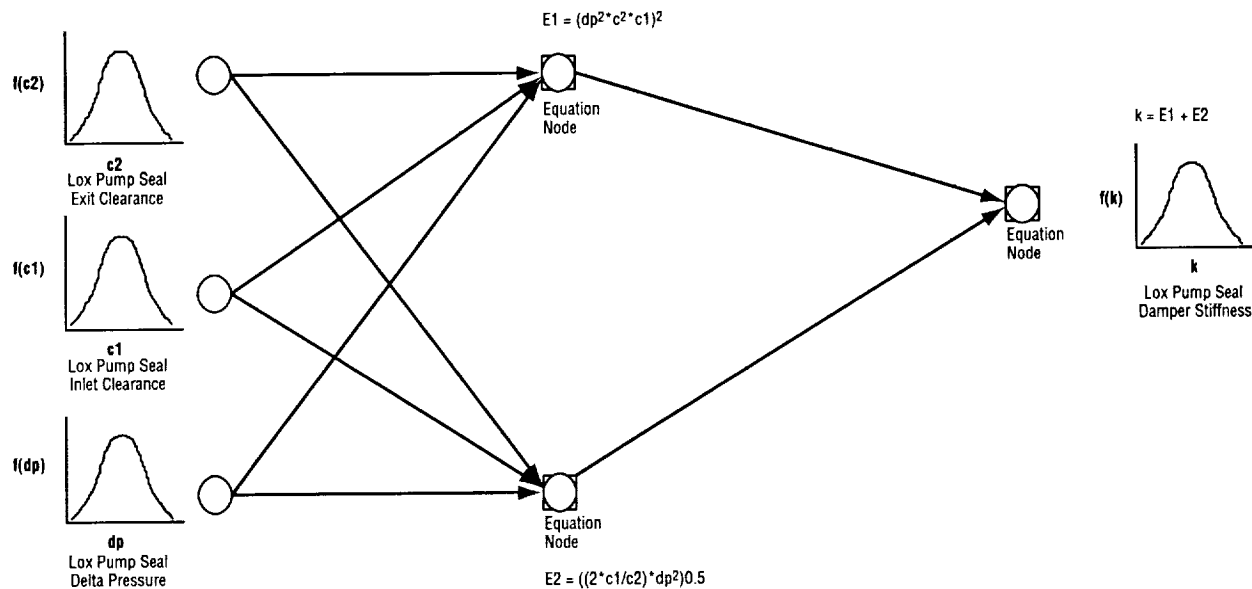 E1 = (dp²*c²*c1)²
f(c2)
c2
Lox Pump Seal
Exit Clearance
Equation
Node
k = E1 + E2
f(k)
k
Lox Pump Seal
Damper Stiffness
Equation
Node
f(c1)
c1
Lox Pump Seal
Inlet Clearance
f(dp)
dp
Lox Pump Seal
Delta Pressure
Equation
Node
E2 = ((2*c1/c2)*dp²)0.5